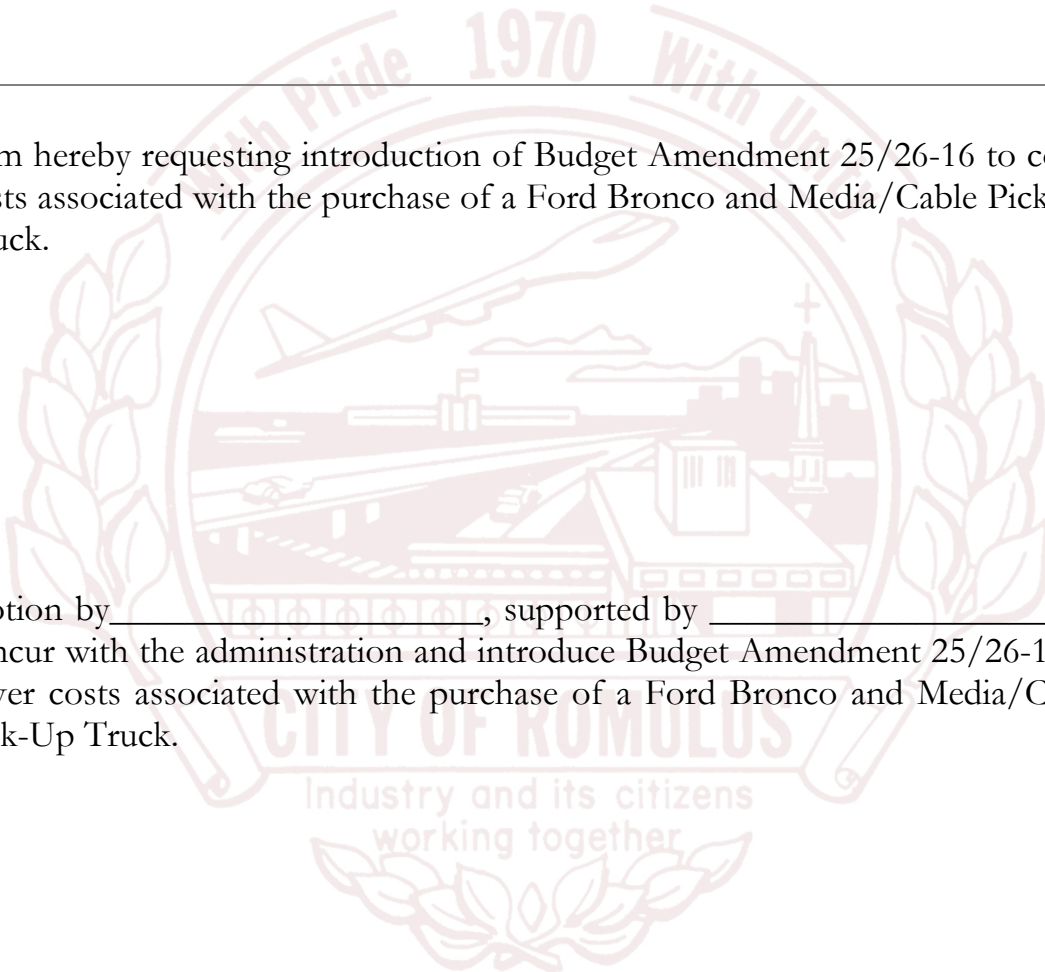 With Pride 1970 With Unity
m hereby requesting introduction of Budget Amendment 25/26-16 to c
sts associated with the purchase of a Ford Bronco and Media/Cable Pick
uck.
otion by____________________, supported by ____________________
ncur with the administration and introduce Budget Amendment 25/26-1
ver costs associated with the purchase of a Ford Bronco and Media/C
k-Up Truck.
CITY OF ROMULUS
Industry and its citizens
working together